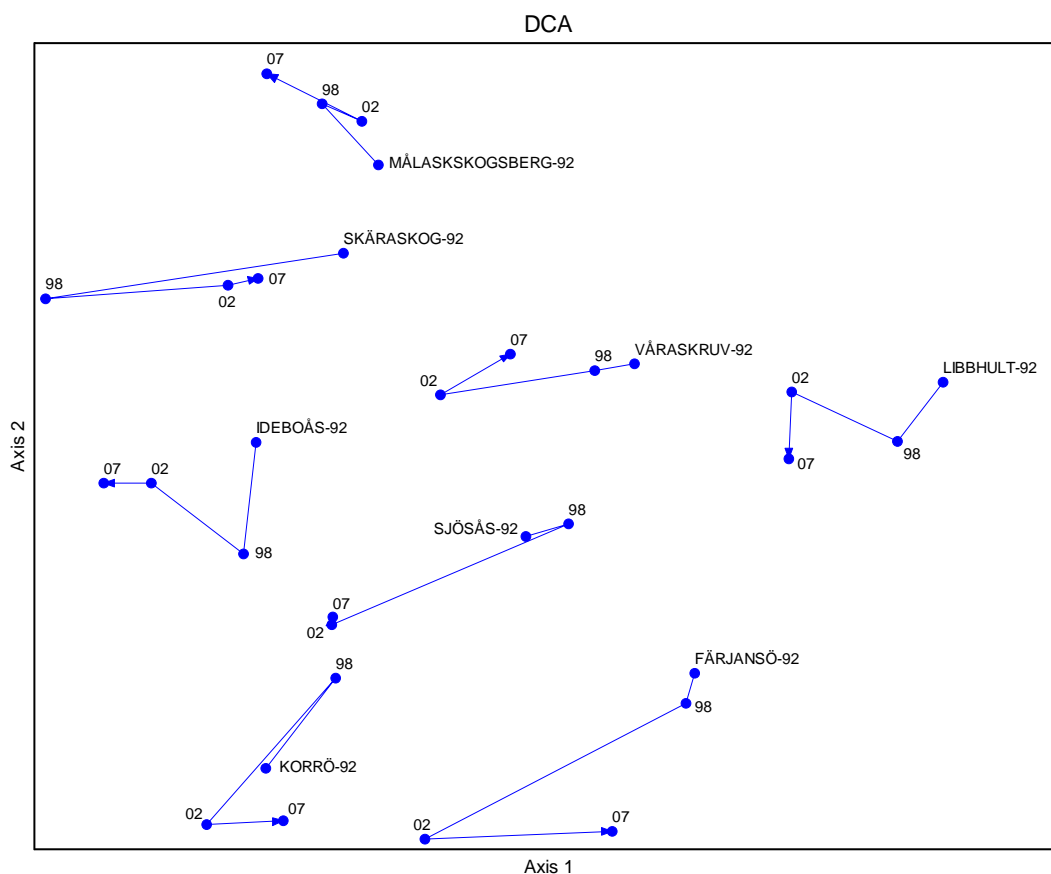 DCA
07
98
02
MÅLASKSKOGSBERG-92
SKÄRASKOG-92
98
07
02
07
98
VÅRASKRUV-92
02
02
LIBBHULT-92
98
07
IDEBOÅS-92
07
02
98
Axis 2
98
SJÖSÅS-92
07
02
98
FÄRJANSÖ-92
98
KORRÖ-92
02
07
02
07
Axis 1